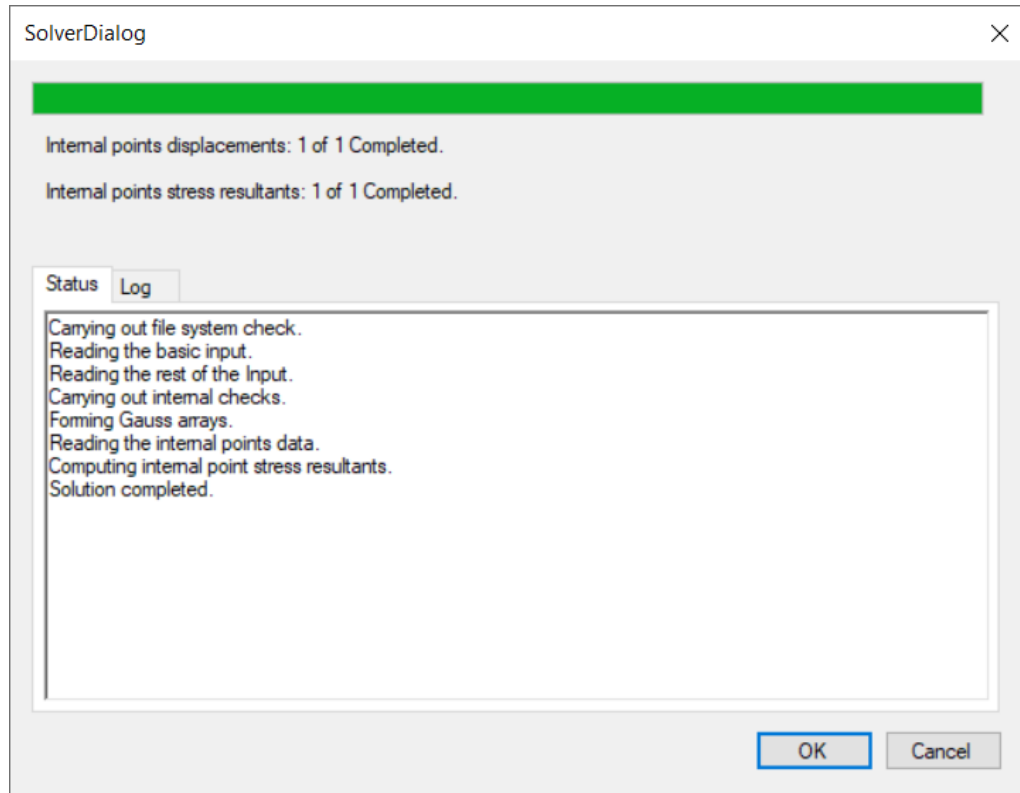 SolverDialog
Internal points displacements: 1 of 1 Completed.
Internal points stress resultants: 1 of 1 Completed.
Status
Log
Carrying out file system check.
Reading the basic input.
Reading the rest of the Input.
Carrying out internal checks.
Forming Gauss arrays.
Reading the internal points data.
Computing internal point stress resultants.
Solution completed.
OK
Cancel